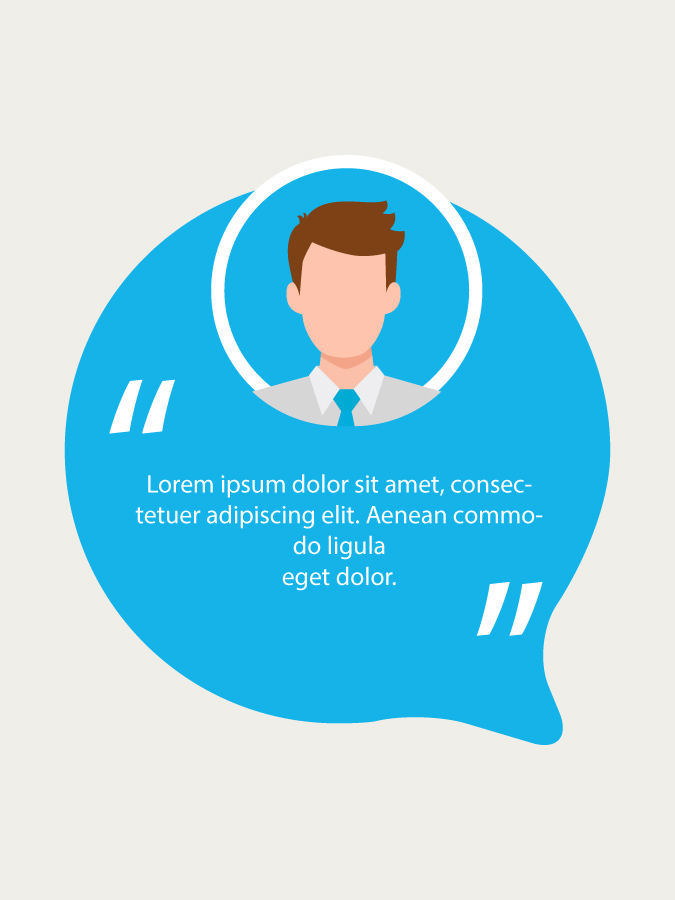 “
Lorem ipsum dolor sit amet, consec-
tetuer adipiscing elit. Aenean commo-
do ligula
eget dolor.
”